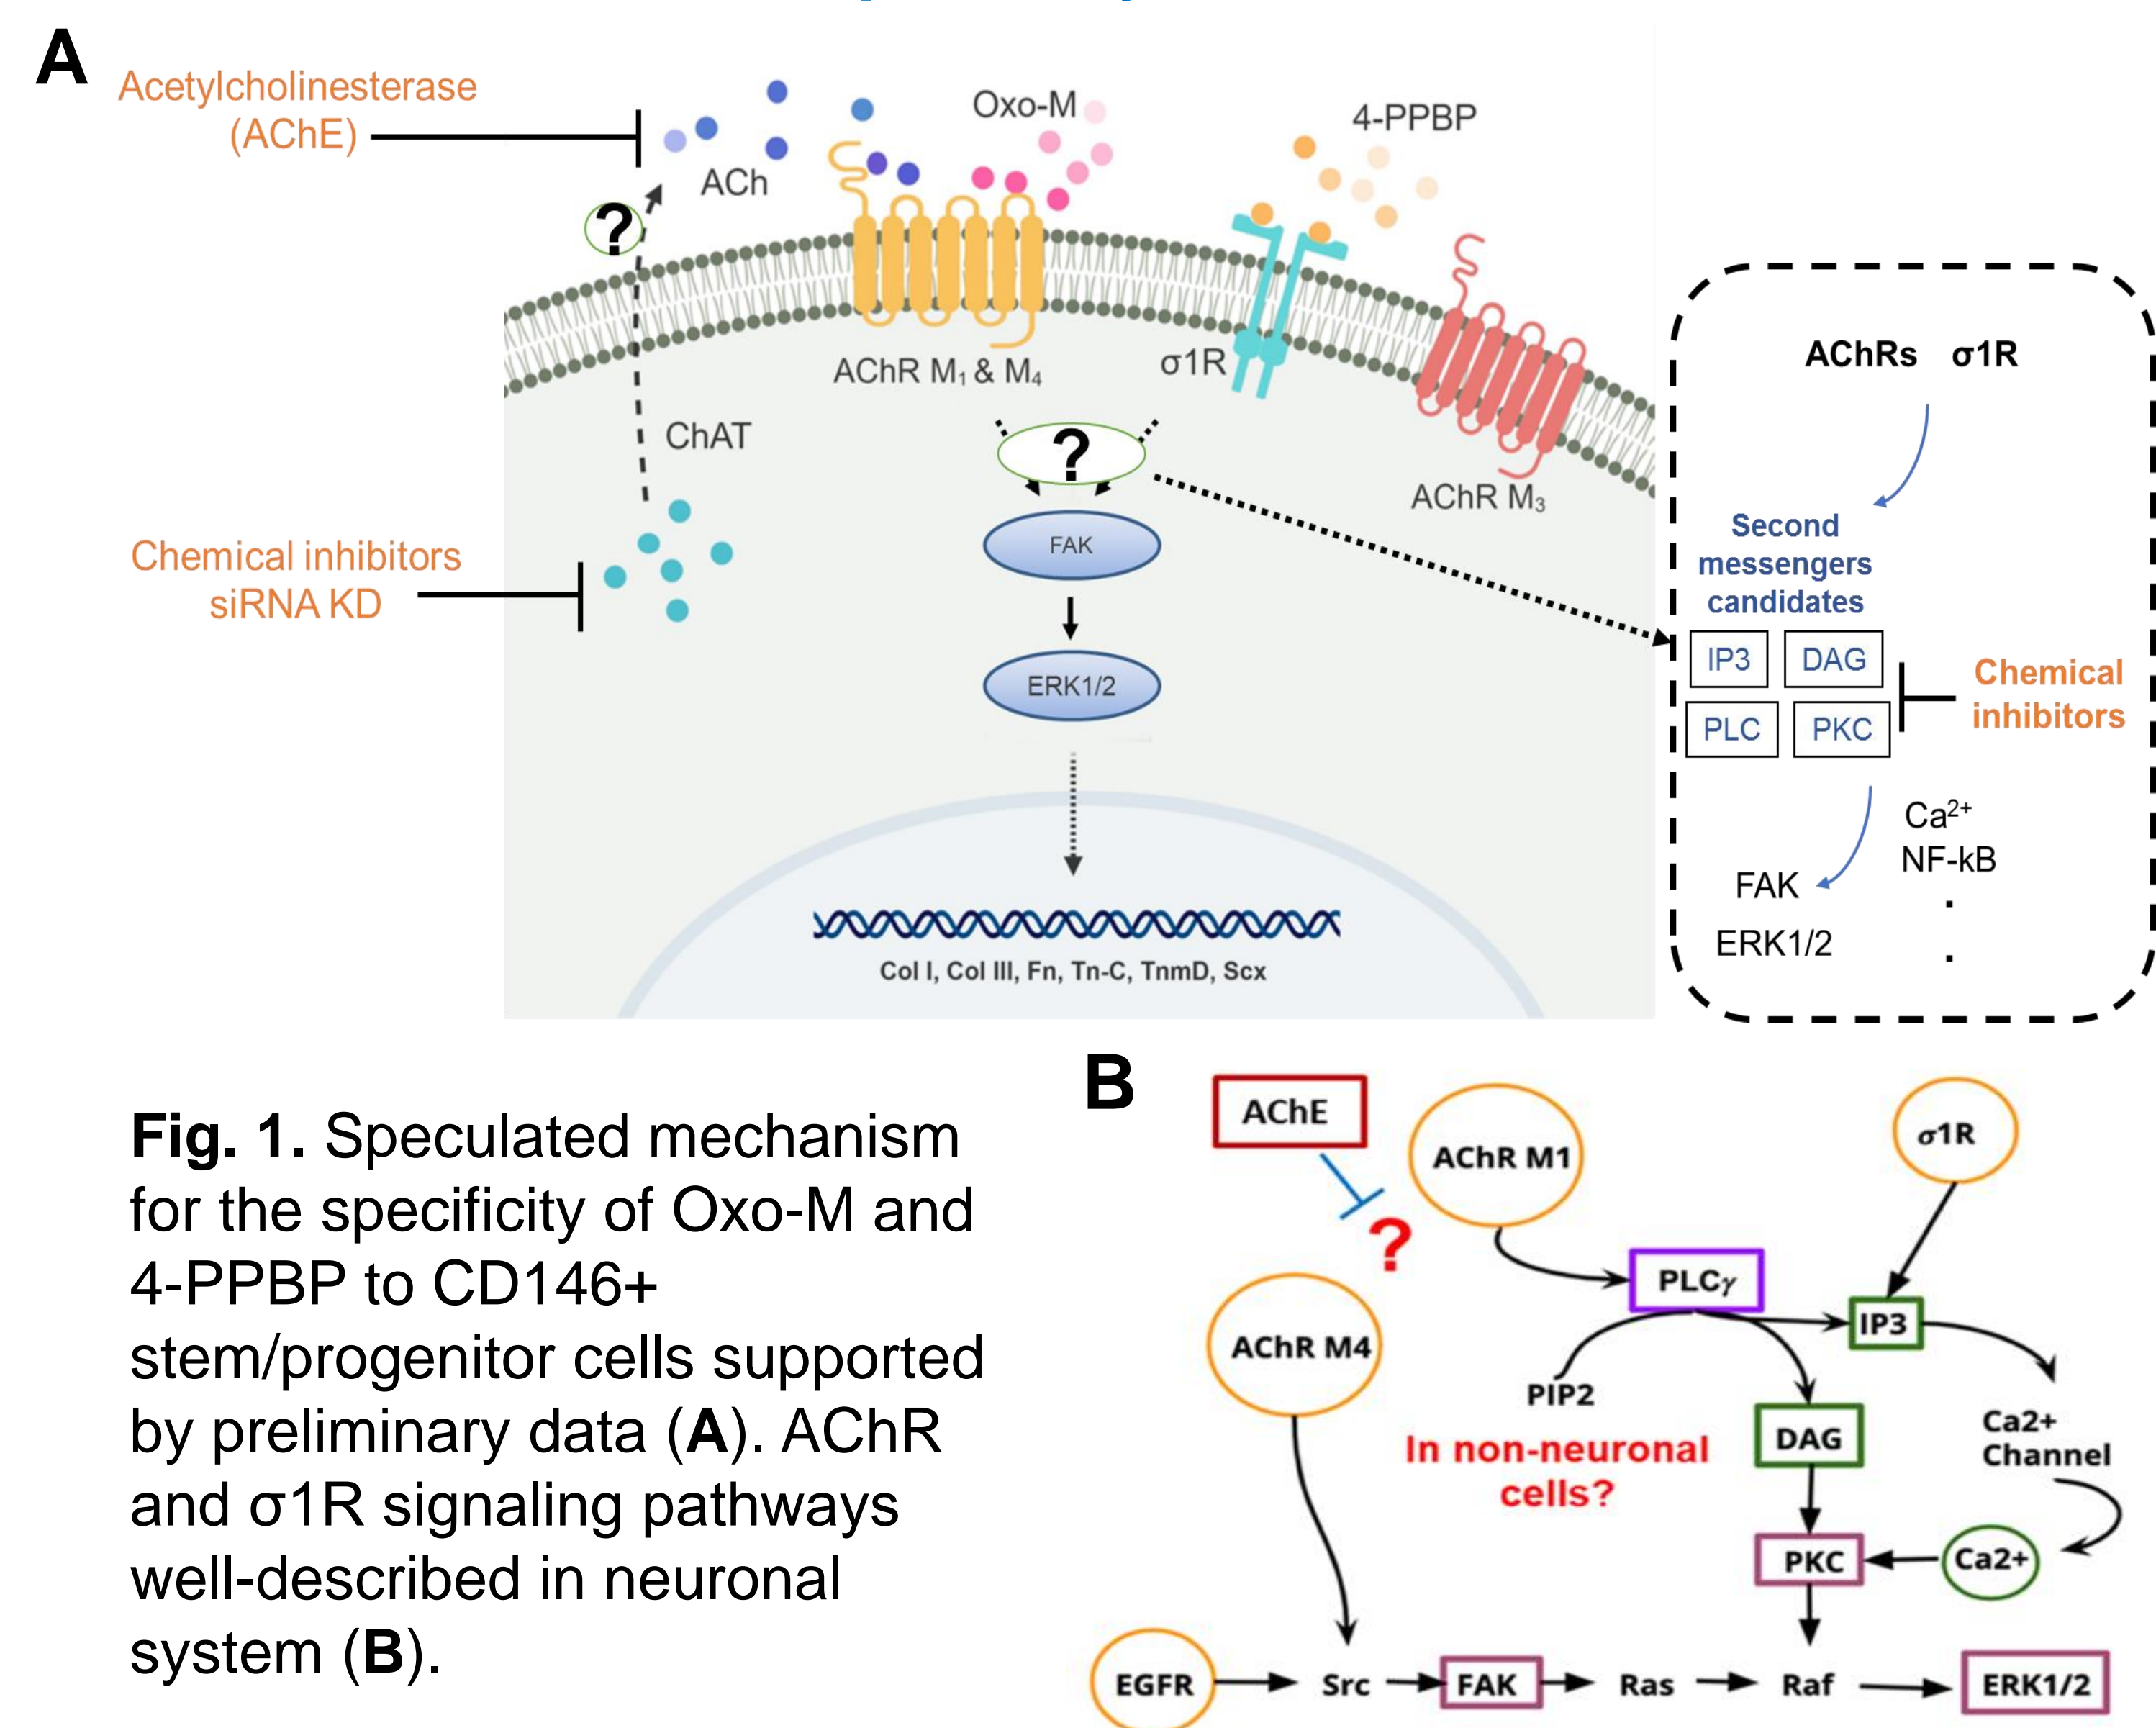 A
Acetylcholinesterase
(AChE)
ACh
Oxo-M
4-PPBP
?
AChR M₁ & M₄
σ1R
AChR M₃
ChAT
?
Chemical inhibitors
siRNA KD
FAK
ERK1/2
Col I, Col III, Fn, Tn-C, TnmD, Scx
AChRs σ1R
Second
messengers
candidates
IP3 DAG
PLC PKC
Chemical
inhibitors
Ca²⁺
NF-kB
.
.
FAK
ERK1/2
Fig. 1. Speculated mechanism
for the specificity of Oxo-M and
4-PPBP to CD146+
stem/progenitor cells supported
by preliminary data (A). AChR
and σ1R signaling pathways
well-described in neuronal
system (B).
B
AChE
AChR M1
σ1R
?
PLCγ
IP3
AChR M4
PIP2
In non-neuronal
cells?
DAG
Ca2+
Channel
PKC
Ca2+
EGFR Src FAK Ras Raf ERK1/2